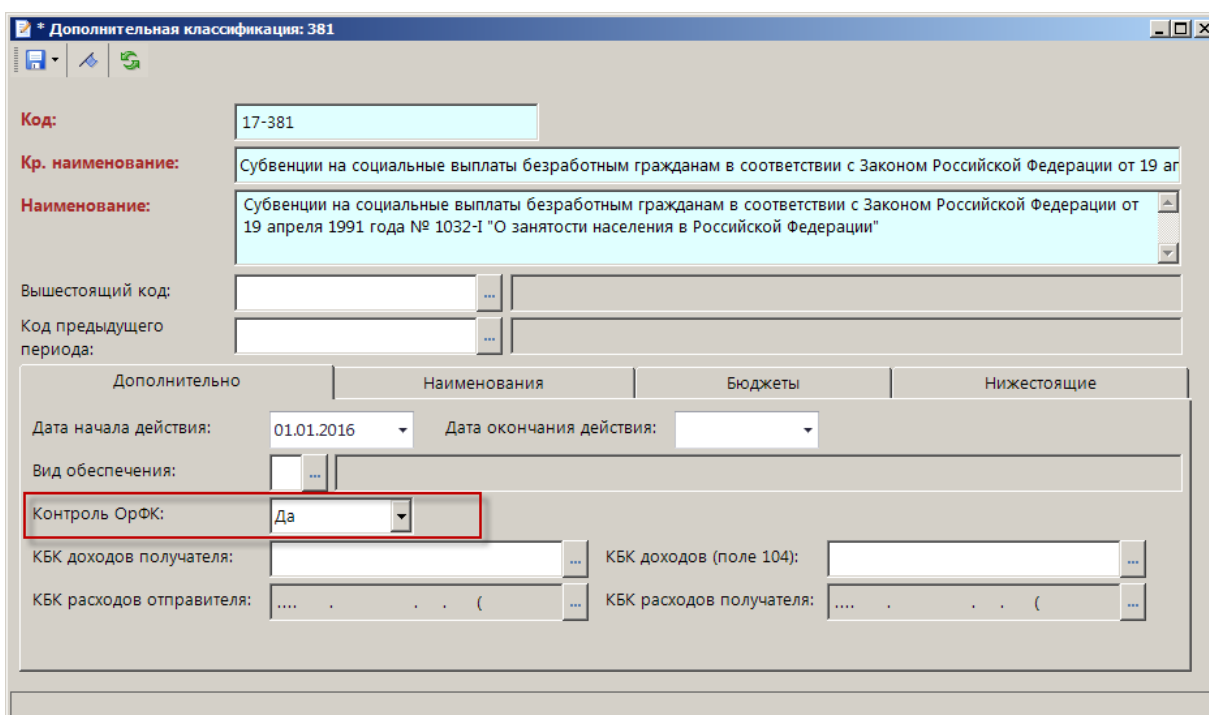 * Дополнительная классификация: 381
Код: 17-381
Кр. наименование: Субвенции на социальные выплаты безработным гражданам в соответствии с Законом Российской Федерации от 19 ап
Наименование: Субвенции на социальные выплаты безработным гражданам в соответствии с Законом Российской Федерации от
19 апреля 1991 года № 1032-I "О занятости населения в Российской Федерации"
Вышестоящий код: ...
Код предыдущего
периода: ...
Дополнительно Наименования Бюджеты Нижестоящие
Дата начала действия: 01.01.2016 Дата окончания действия:
Вид обеспечения: ...
Контроль ОрФК: Да
КБК доходов получателя: ... КБК доходов (поле 104): ...
КБК расходов отправителя: .... . . . ( ... КБК расходов получателя: .... . . . ( ...